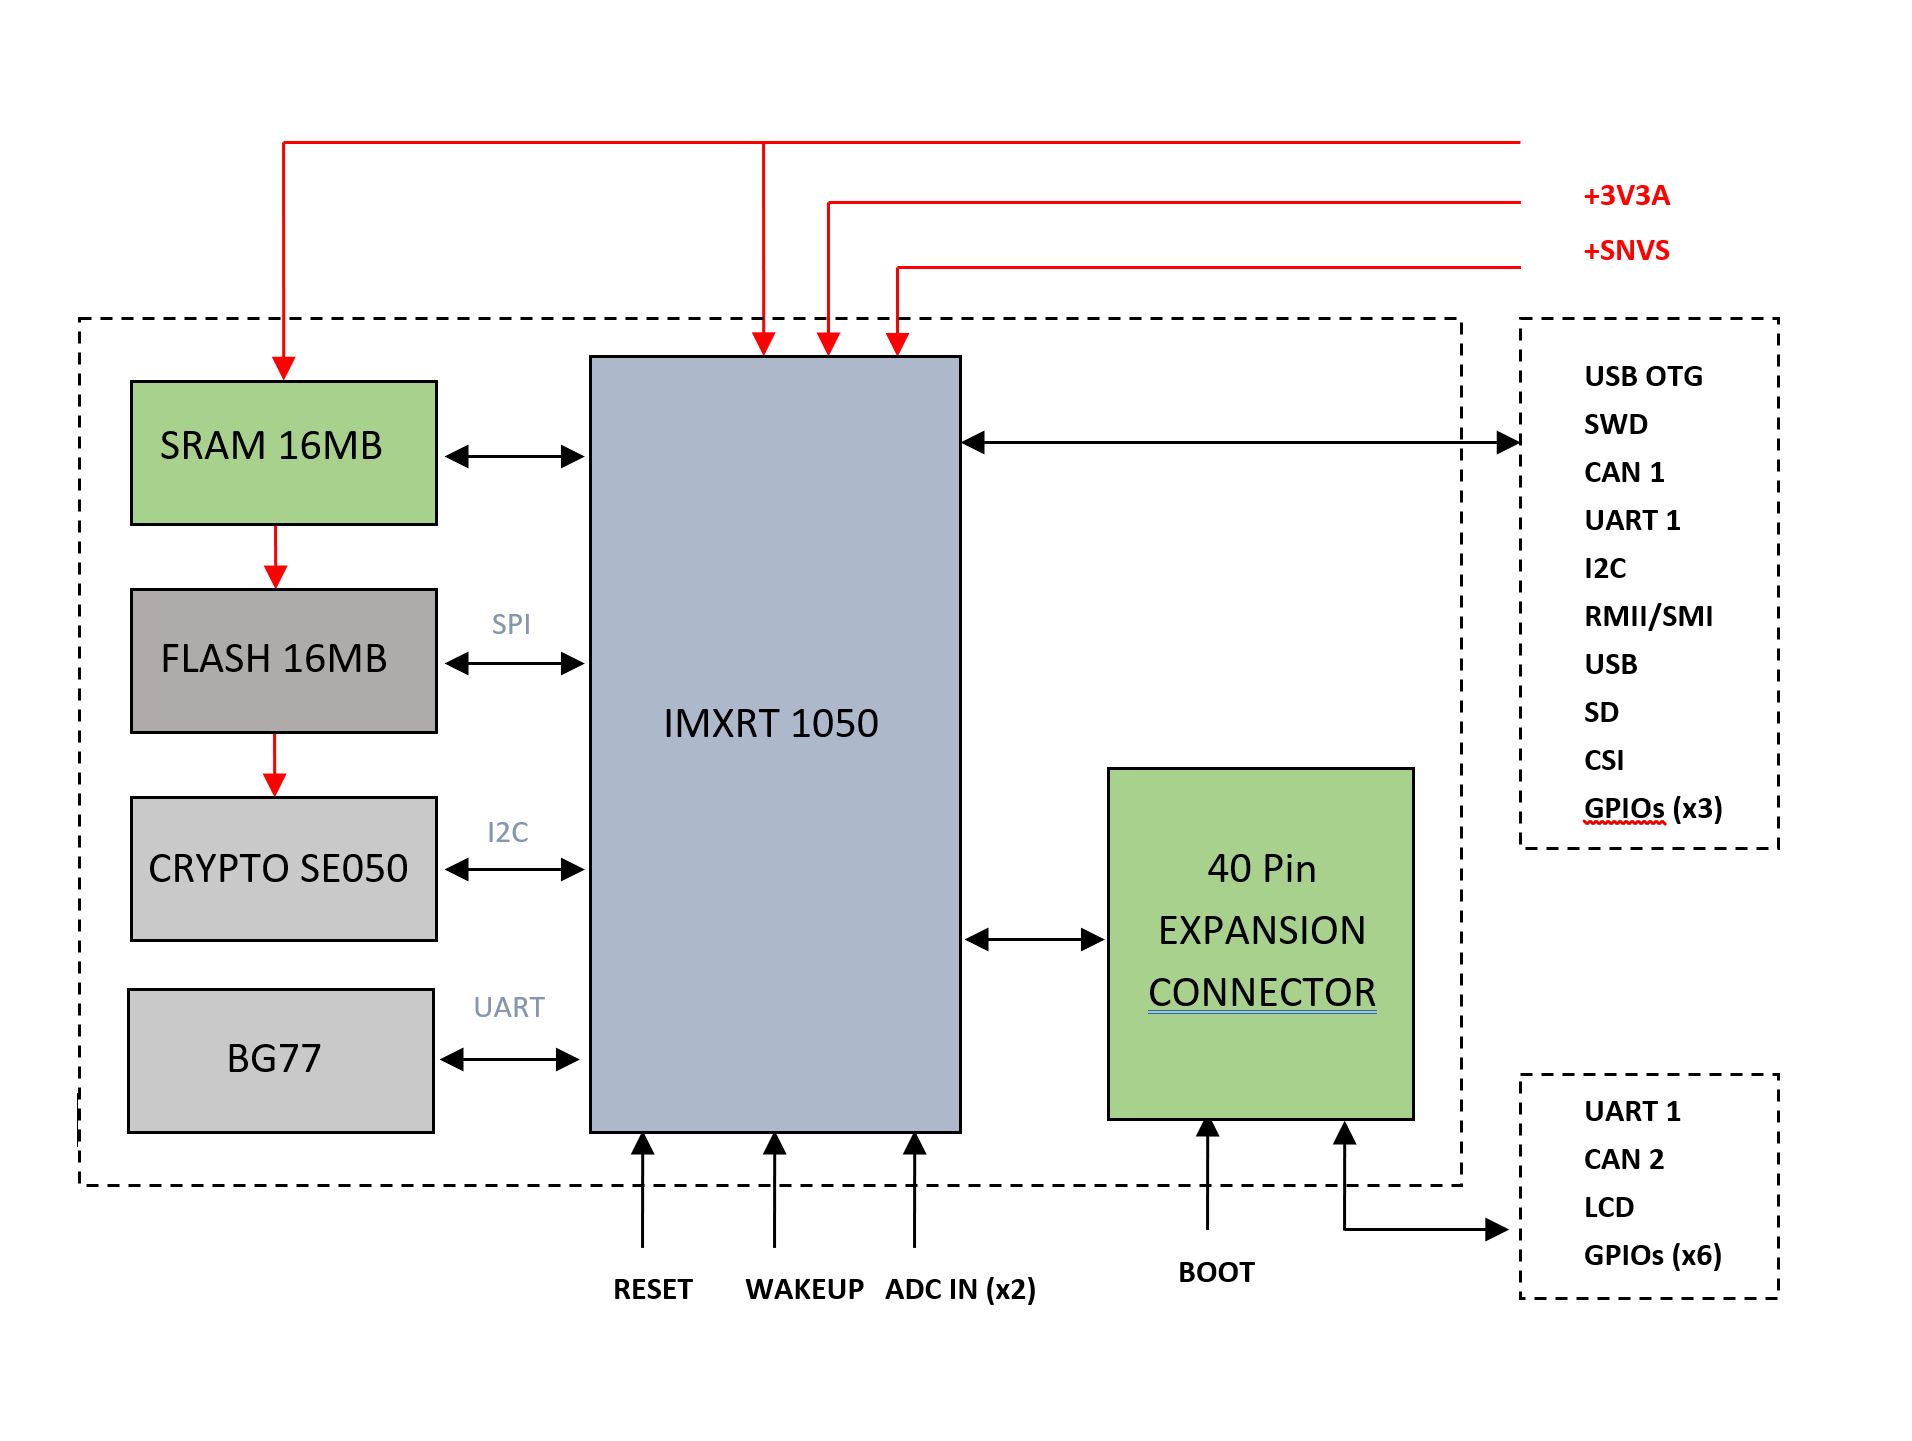 +3V3A
+SNVS
SRAM 16MB
FLASH 16MB
CRYPTO SE050
BG77
SPI
I2C
UART
IMXRT 1050
40 Pin
EXPANSION
CONNECTOR
USB OTG
SWD
CAN 1
UART 1
I2C
RMII/SMI
USB
SD
CSI
GPIOs (x3)
UART 1
CAN 2
LCD
GPIOs (x6)
RESET
WAKEUP
ADC IN (x2)
BOOT